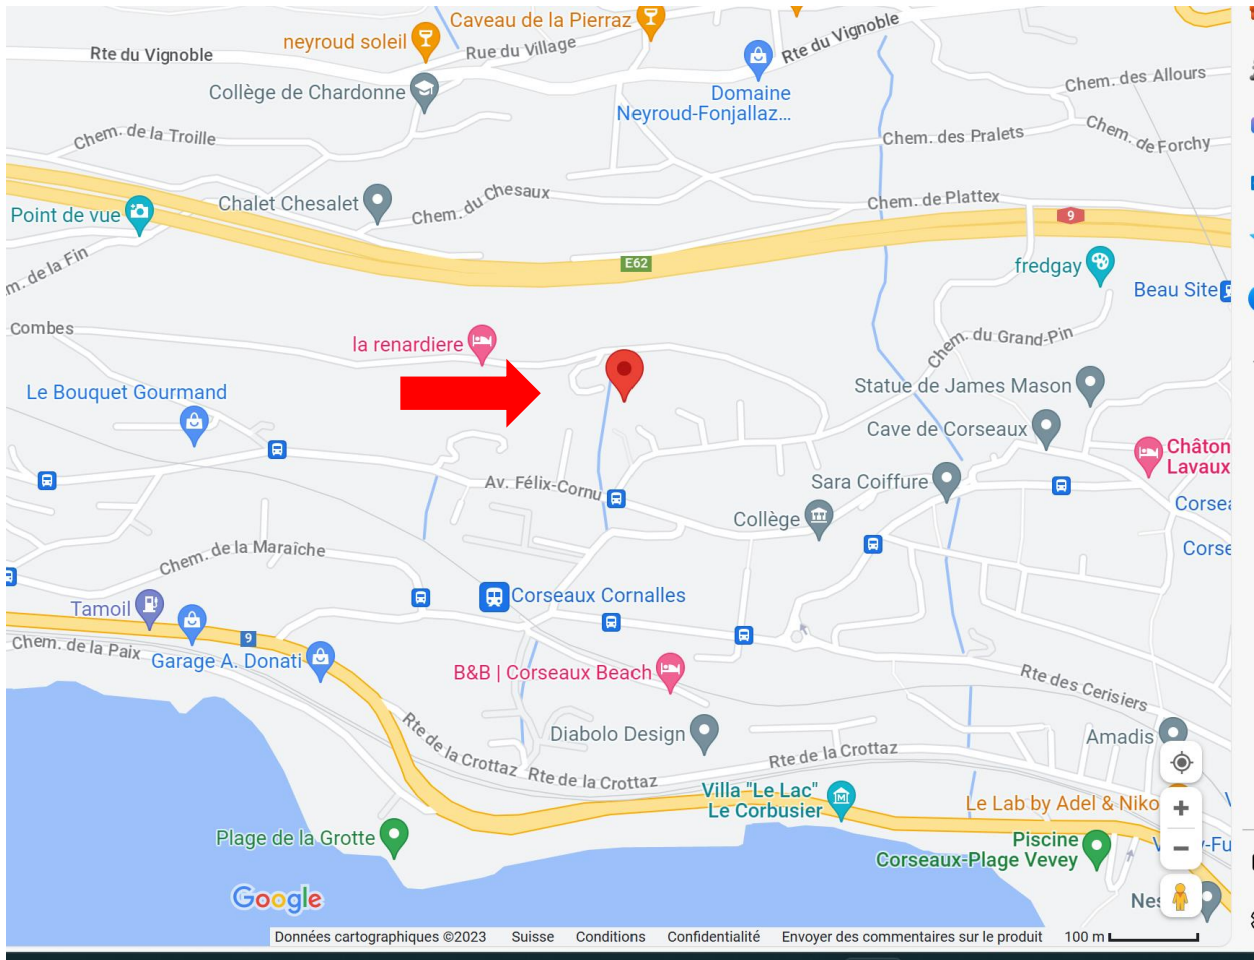 Caveau de la Pierraz
neyroud soleil
Rte du Vignoble
Rue du Village
Rte du Vignoble
Collège de Chardonne
Domaine
Neyroud-Fonjallaz...
Chem. des Allours
Chem. de la Troille
Chem. des Pralets
Chem. de Forchy
Chalet Chesalet
Chem. du Chesaux
Chem. de Plattex
Point de vue
9
E62
fredgay
Beau Site
Combes
la renardiere
Chem. du Grand-Pin
Le Bouquet Gourmand
Statue de James Mason
Cave de Corseaux
Lavaux
Av. Félix-Cornu
Sara Coiffure
Collège
Chem. de la Maraîche
Corseaux Cornalles
Tamoil
9
Chem. de la Paix
Garage A. Donati
B&B | Corseaux Beach
Rte des Cerisiers
Rte de la Crottaz
Diabolo Design
Amadis
Rte de la Crottaz
Rte de la Crottaz
Villa "Le Lac"
Le Corbusier
Le Lab by Adel & Niko
Plage de la Grotte
Piscine
Corseaux-Plage Vevey
Google
Données cartographiques ©2023 Suisse Conditions Confidentialité Envoyer des commentaires sur le produit 100 m